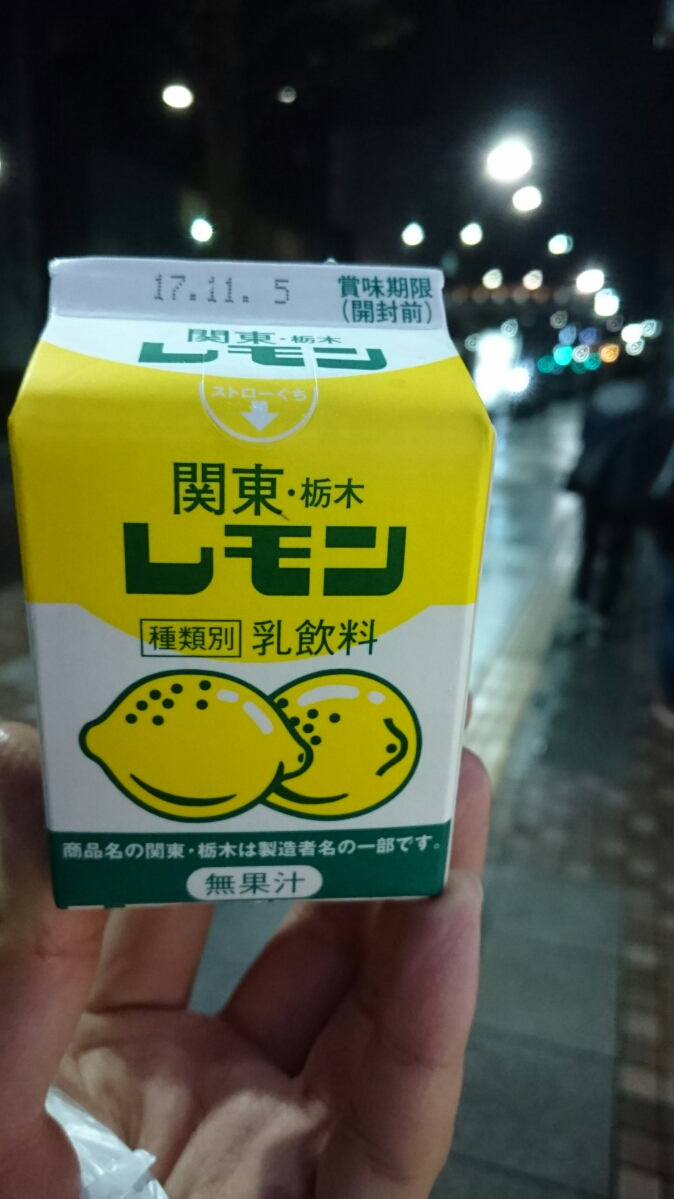 17.11. 5
賞味期限
(開封前)
関東・栃木
レモン
ストローぐち
関東・栃木
レモン
種類別 乳飲料
商品名の関東・栃木は製造者名の一部です。
無果汁